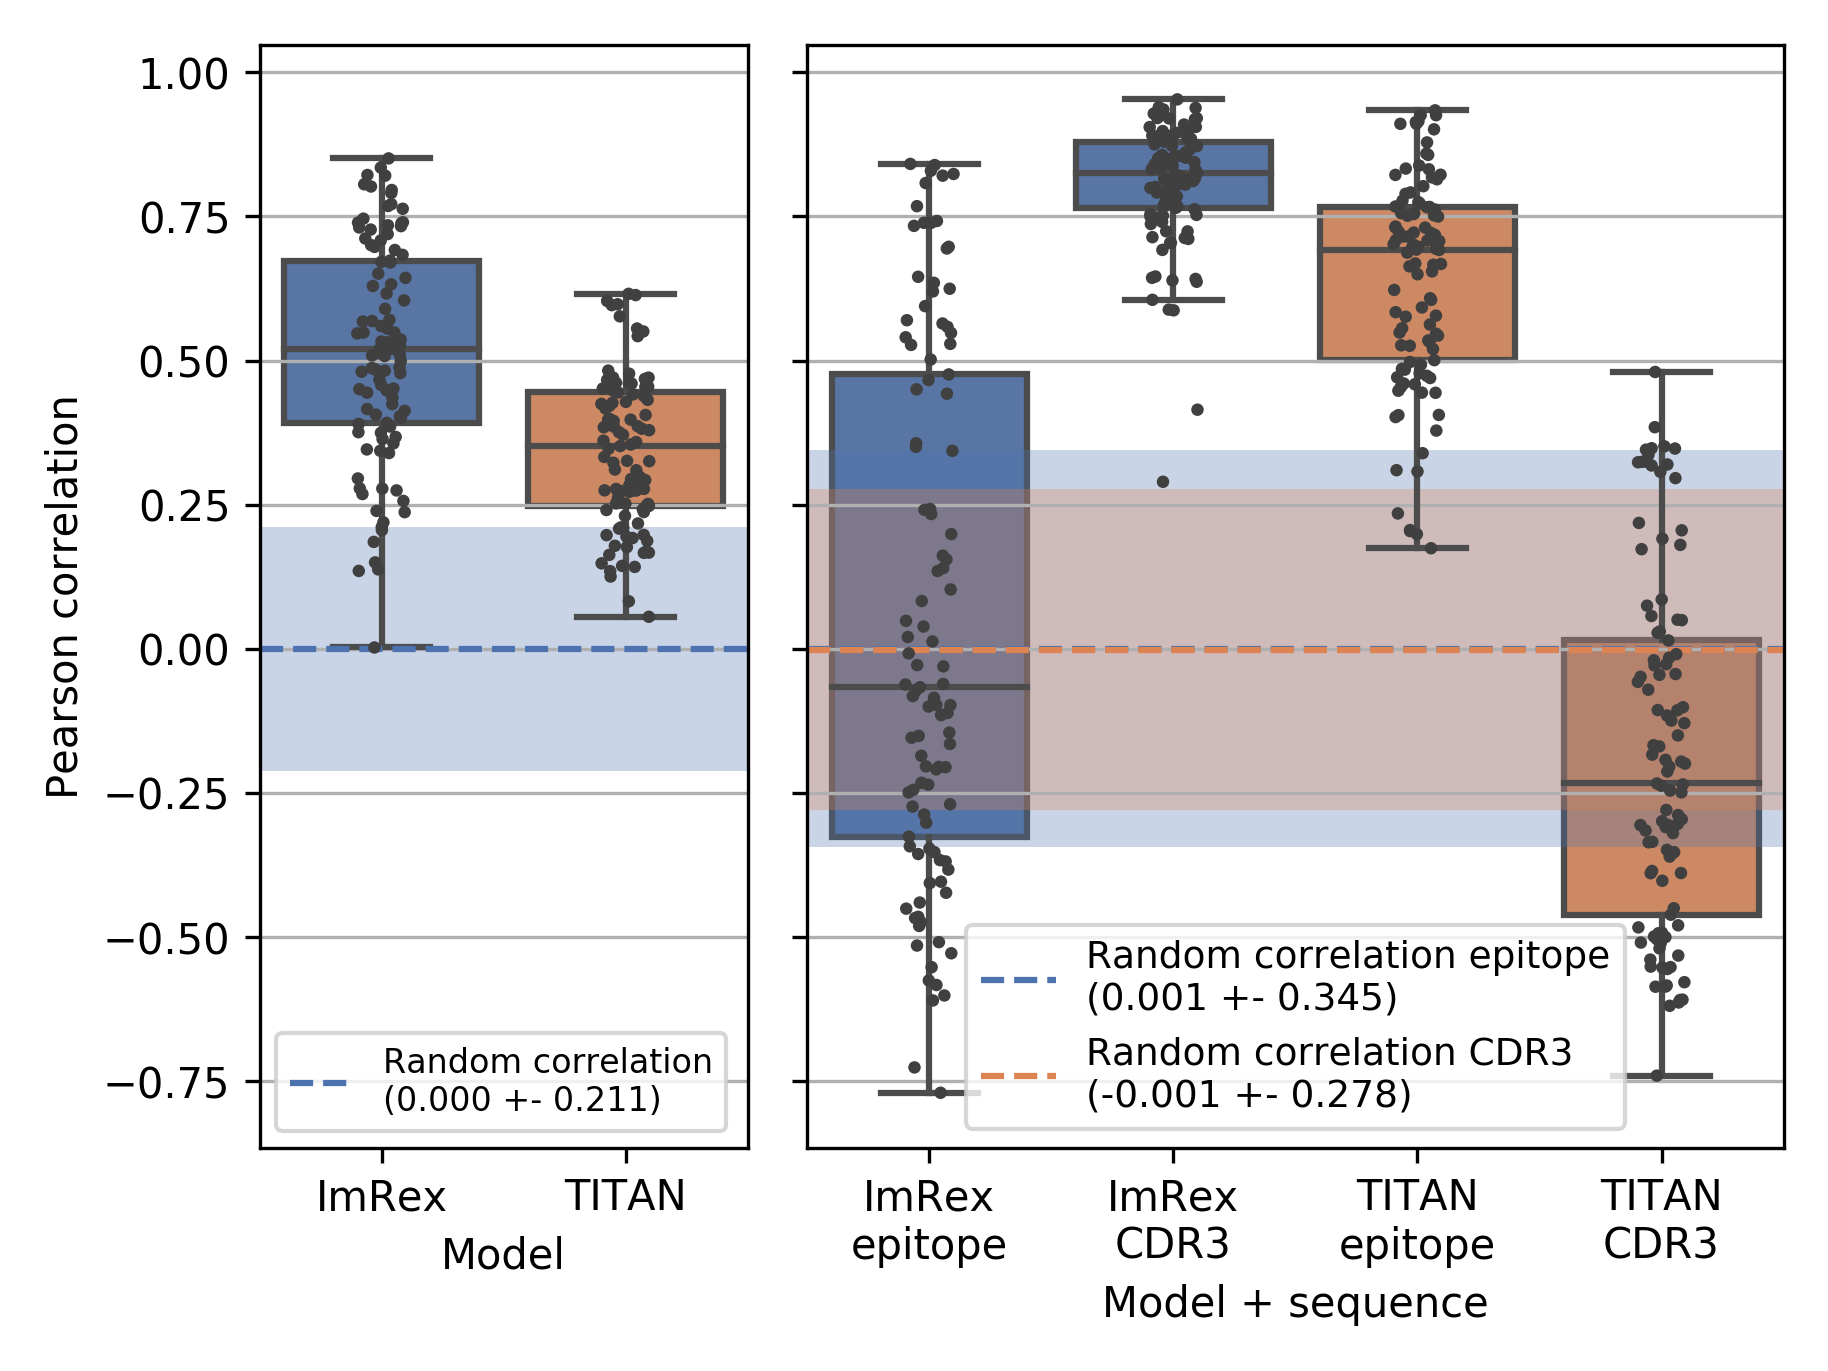 1.00
0.75
0.50
0.25
0.00
−0.25
−0.50
−0.75
Pearson correlation
Random correlation
(0.000 +- 0.211)
ImRex
TITAN
Model
Random correlation epitope
(0.001 +- 0.345)
Random correlation CDR3
(-0.001 +- 0.278)
ImRex
epitope
ImRex
CDR3
TITAN
epitope
TITAN
CDR3
Model + sequence